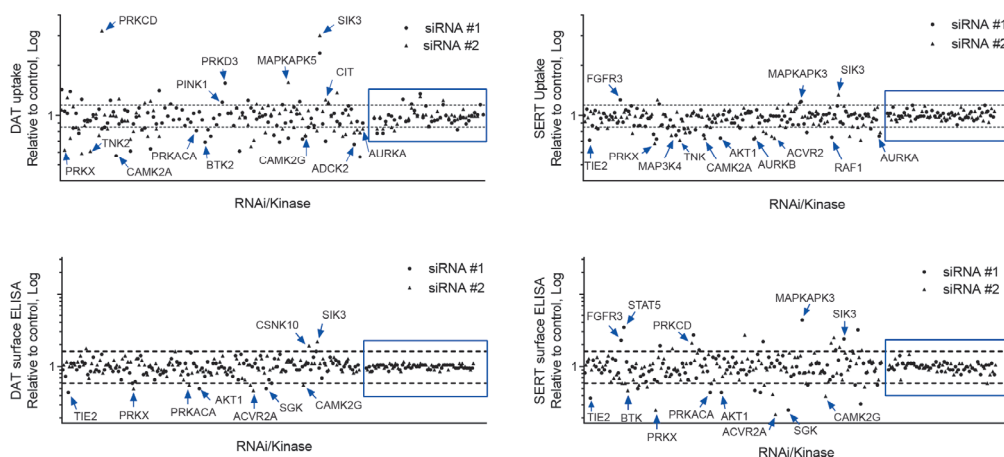 DAT uptake
Relative to control, Log
1
PRKCD
SIK3
siRNA #1
siRNA #2
PRKD3
MAPKAPK5
PINK1
CIT
TNK2
PRKX
CAMK2A
PRKACA
BTK2
CAMK2G
ADCK2
AURKA
RNAi/Kinase
SERT Uptake
Relative to control, Log
1
siRNA #1
siRNA #2
FGFR3
MAPKAPK3
SIK3
TIE2
PRKX
MAP3K4
TNK
CAMK2A
AKT1
AURKB
ACVR2
RAF1
AURKA
RNAi/Kinase
DAT surface ELISA
Relative to control, Log
1
siRNA #1
siRNA #2
CSNK10
SIK3
TIE2
PRKX
PRKACA
AKT1
ACVR2A
SGK
CAMK2G
RNAi/Kinase
SERT surface ELISA
Relative to control, Log
1
siRNA #1
siRNA #2
FGFR3
STAT5
PRKCD
MAPKAPK3
SIK3
TIE2
BTK
PRKX
PRKACA
AKT1
ACVR2A
SGK
CAMK2G
RNAi/Kinase